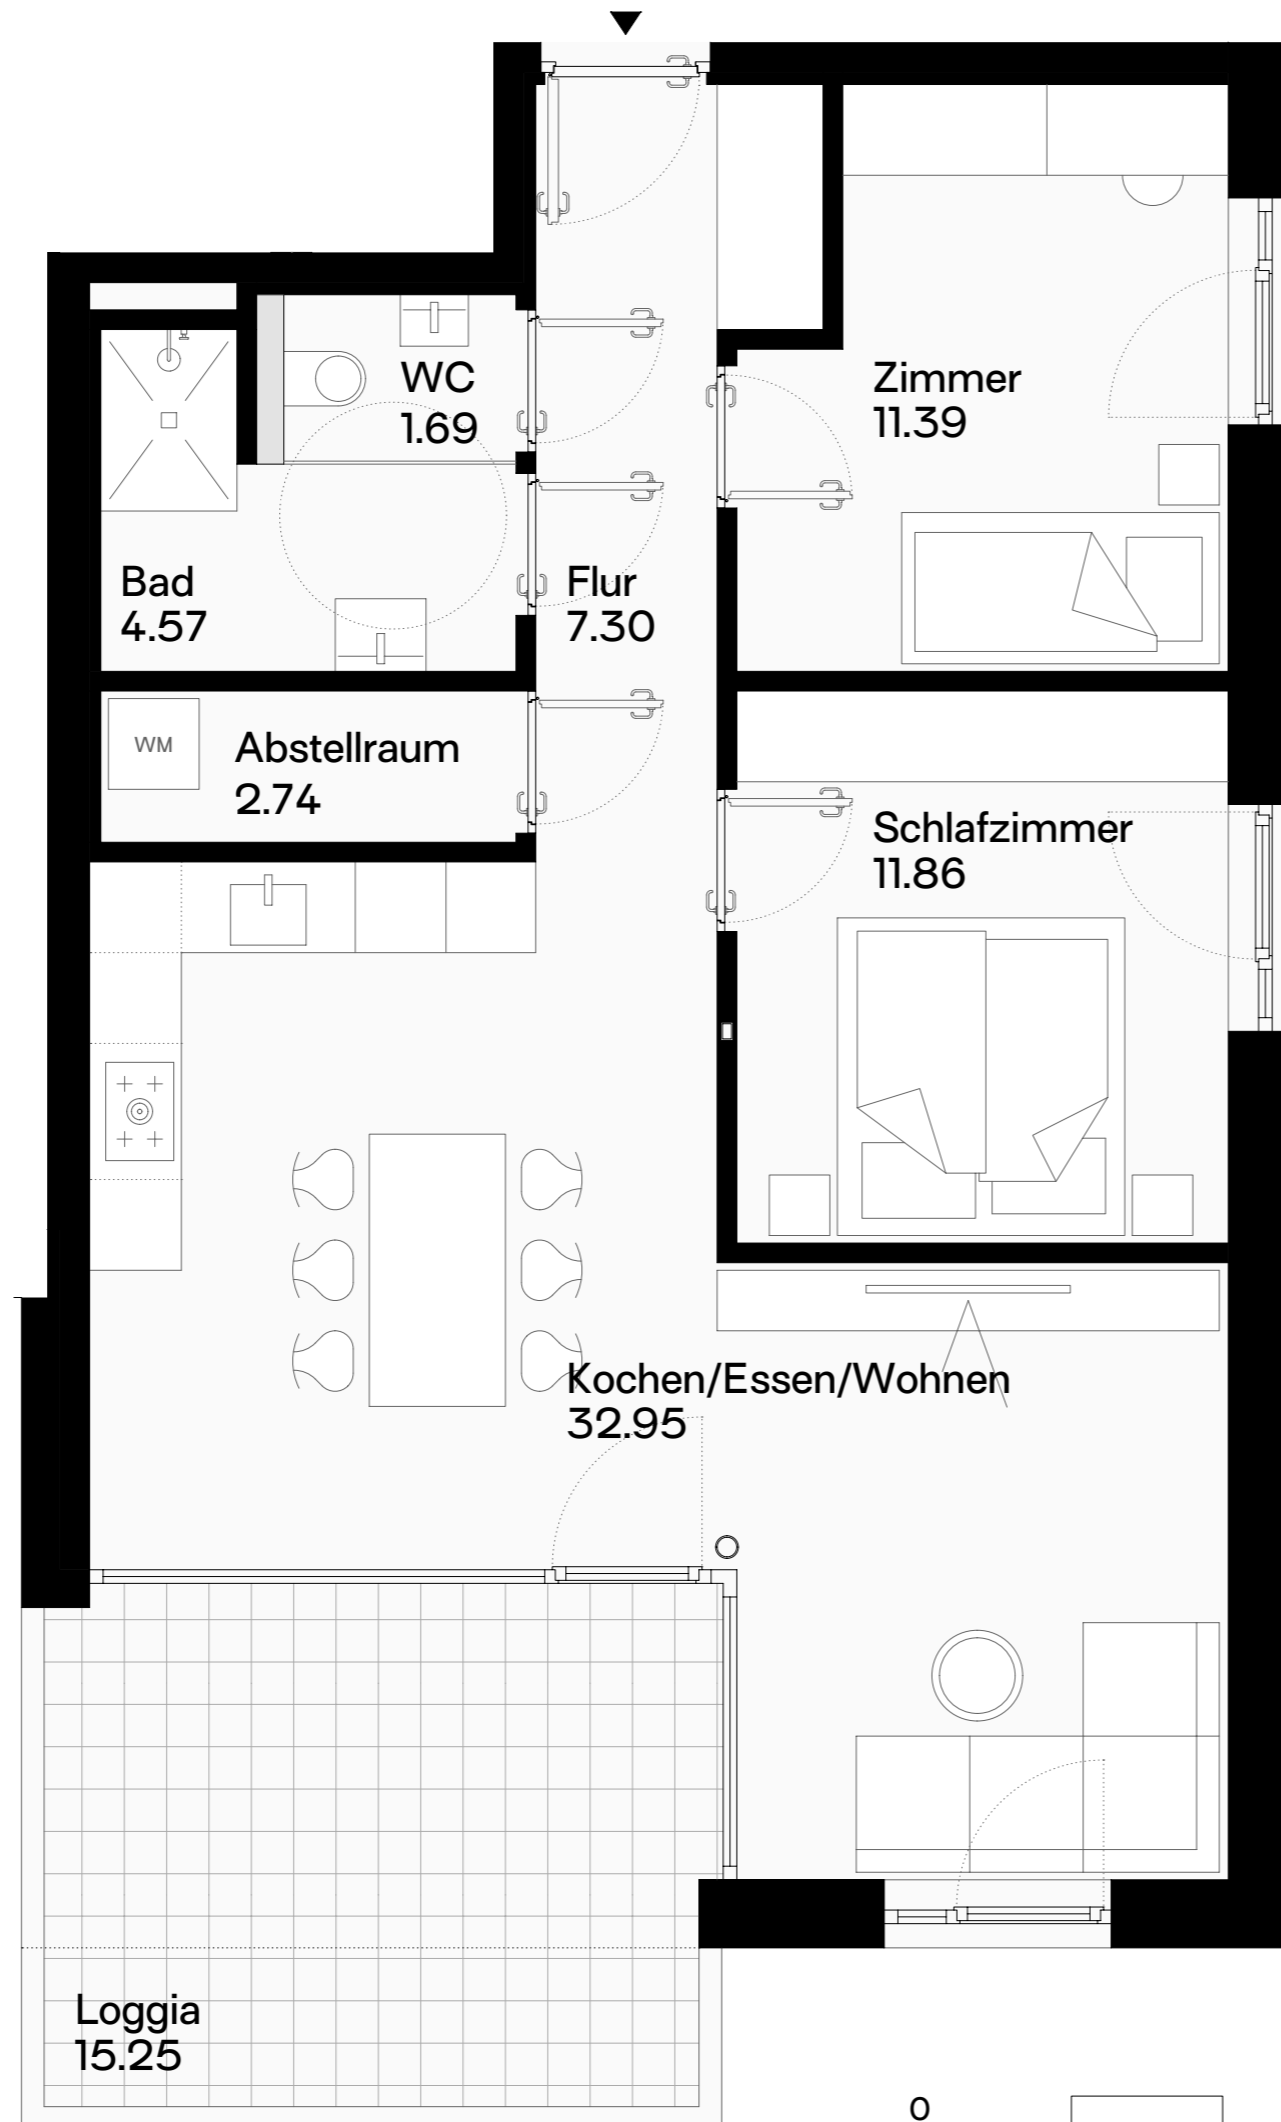 WC
1.69
Zimmer
11.39
Bad
4.57
Flur
7.30
WM
Abstellraum
2.74
Schlafzimmer
11.86
Kochen/Essen/Wohnen
32.95
Loggia
15.25
0